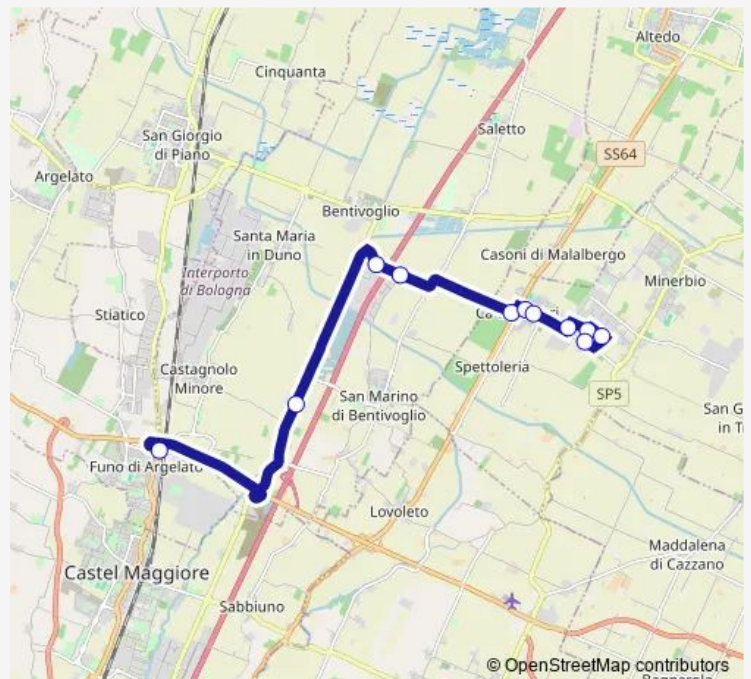 Altedo
Cinquanta
Saletto
San Giorgio
di Piano
SS64
Argelato
Bentivoglio
Santa Maria
in Duno
Casoni di Malalbergo
Interporto
di Bologna
Minerbio
Stiatico
Castagnolo
Minore
Spettoleria
SP5
San Marino
di Bentivoglio
San G
in T
Funo di Argelato
Lovoleto
Castel Maggiore
Maddalena
di Cazzano
Sabbiuno
© OpenStreetMap contributors